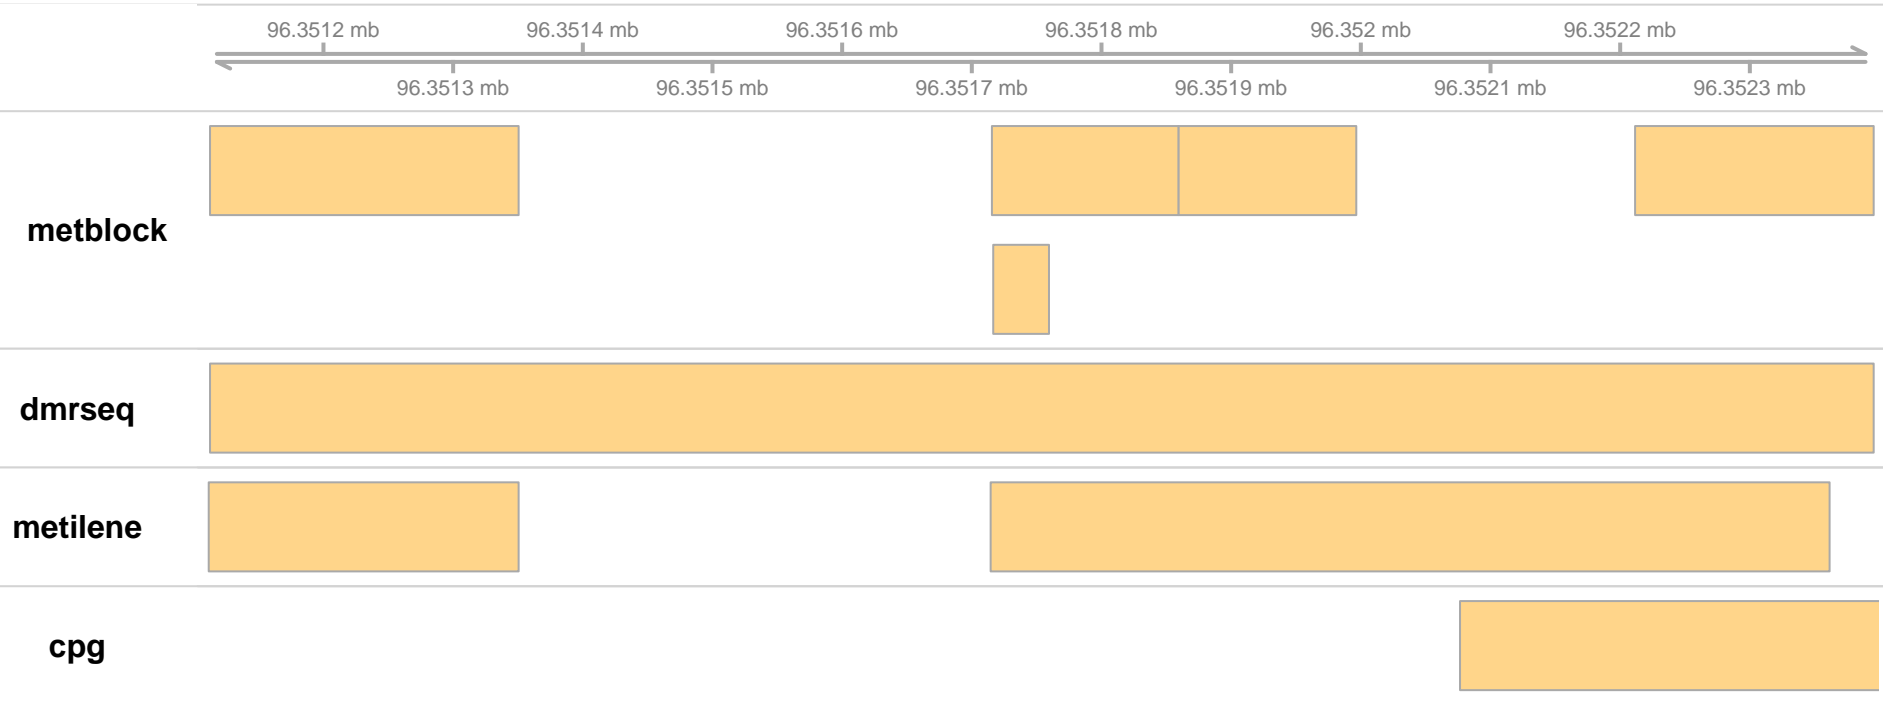 96.3512 mb 96.3514 mb 96.3516 mb 96.3518 mb 96.352 mb 96.3522 mb
96.3513 mb 96.3515 mb 96.3517 mb 96.3519 mb 96.3521 mb 96.3523 mb
metblock
dmrseq
metilene
cpg